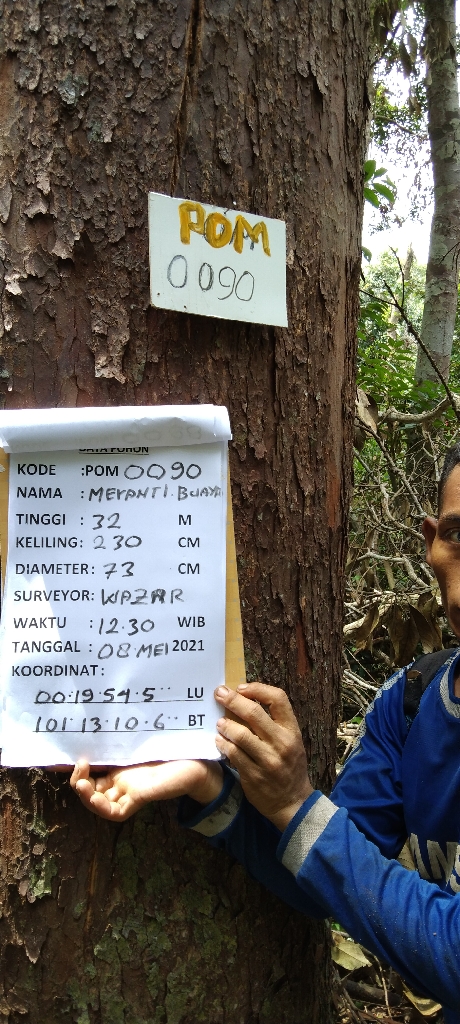 POM
0090
DATA POHON
KODE :POM 0090
NAMA : MERANTI BUAYA
TINGGI : 32 M
KELILING: 230 CM
DIAMETER: 73 CM
SURVEYOR: WAZAR
WAKTU : 12.30 WIB
TANGGAL : 08 MEI 2021
KOORDINAT:
00.19.54.5" LU
101.13.10.6" BT